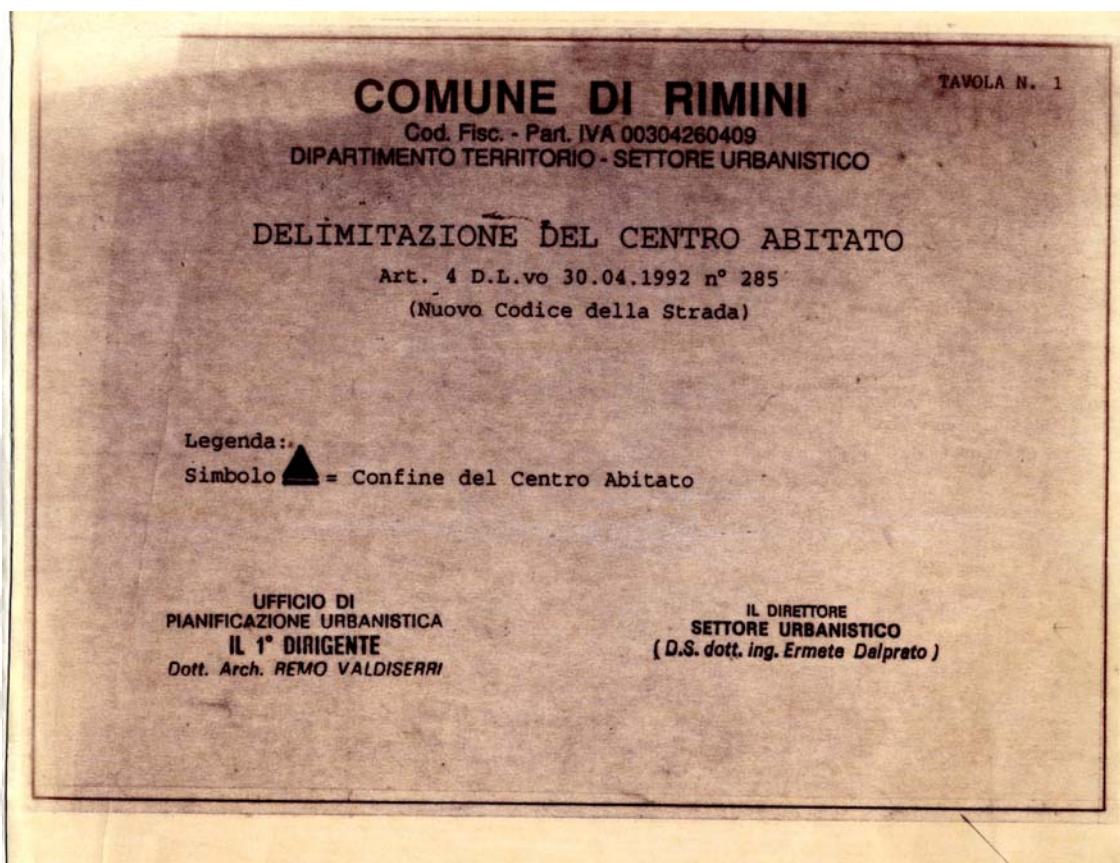 TAVOLA N. 1
COMUNE DI RIMINI
Cod. Fisc. - Part. IVA 00304260409
DIPARTIMENTO TERRITORIO - SETTORE URBANISTICO
DELIMITAZIONE DEL CENTRO ABITATO
Art. 4 D.L.vo 30.04.1992 n° 285
(Nuovo Codice della Strada)
Legenda:
Simbolo = Confine del Centro Abitato
UFFICIO DI
PIANIFICAZIONE URBANISTICA
IL 1° DIRIGENTE
Dott. Arch. REMO VALDISERRI
IL DIRETTORE
SETTORE URBANISTICO
( D.S. dott. ing. Ermete Dalprato )